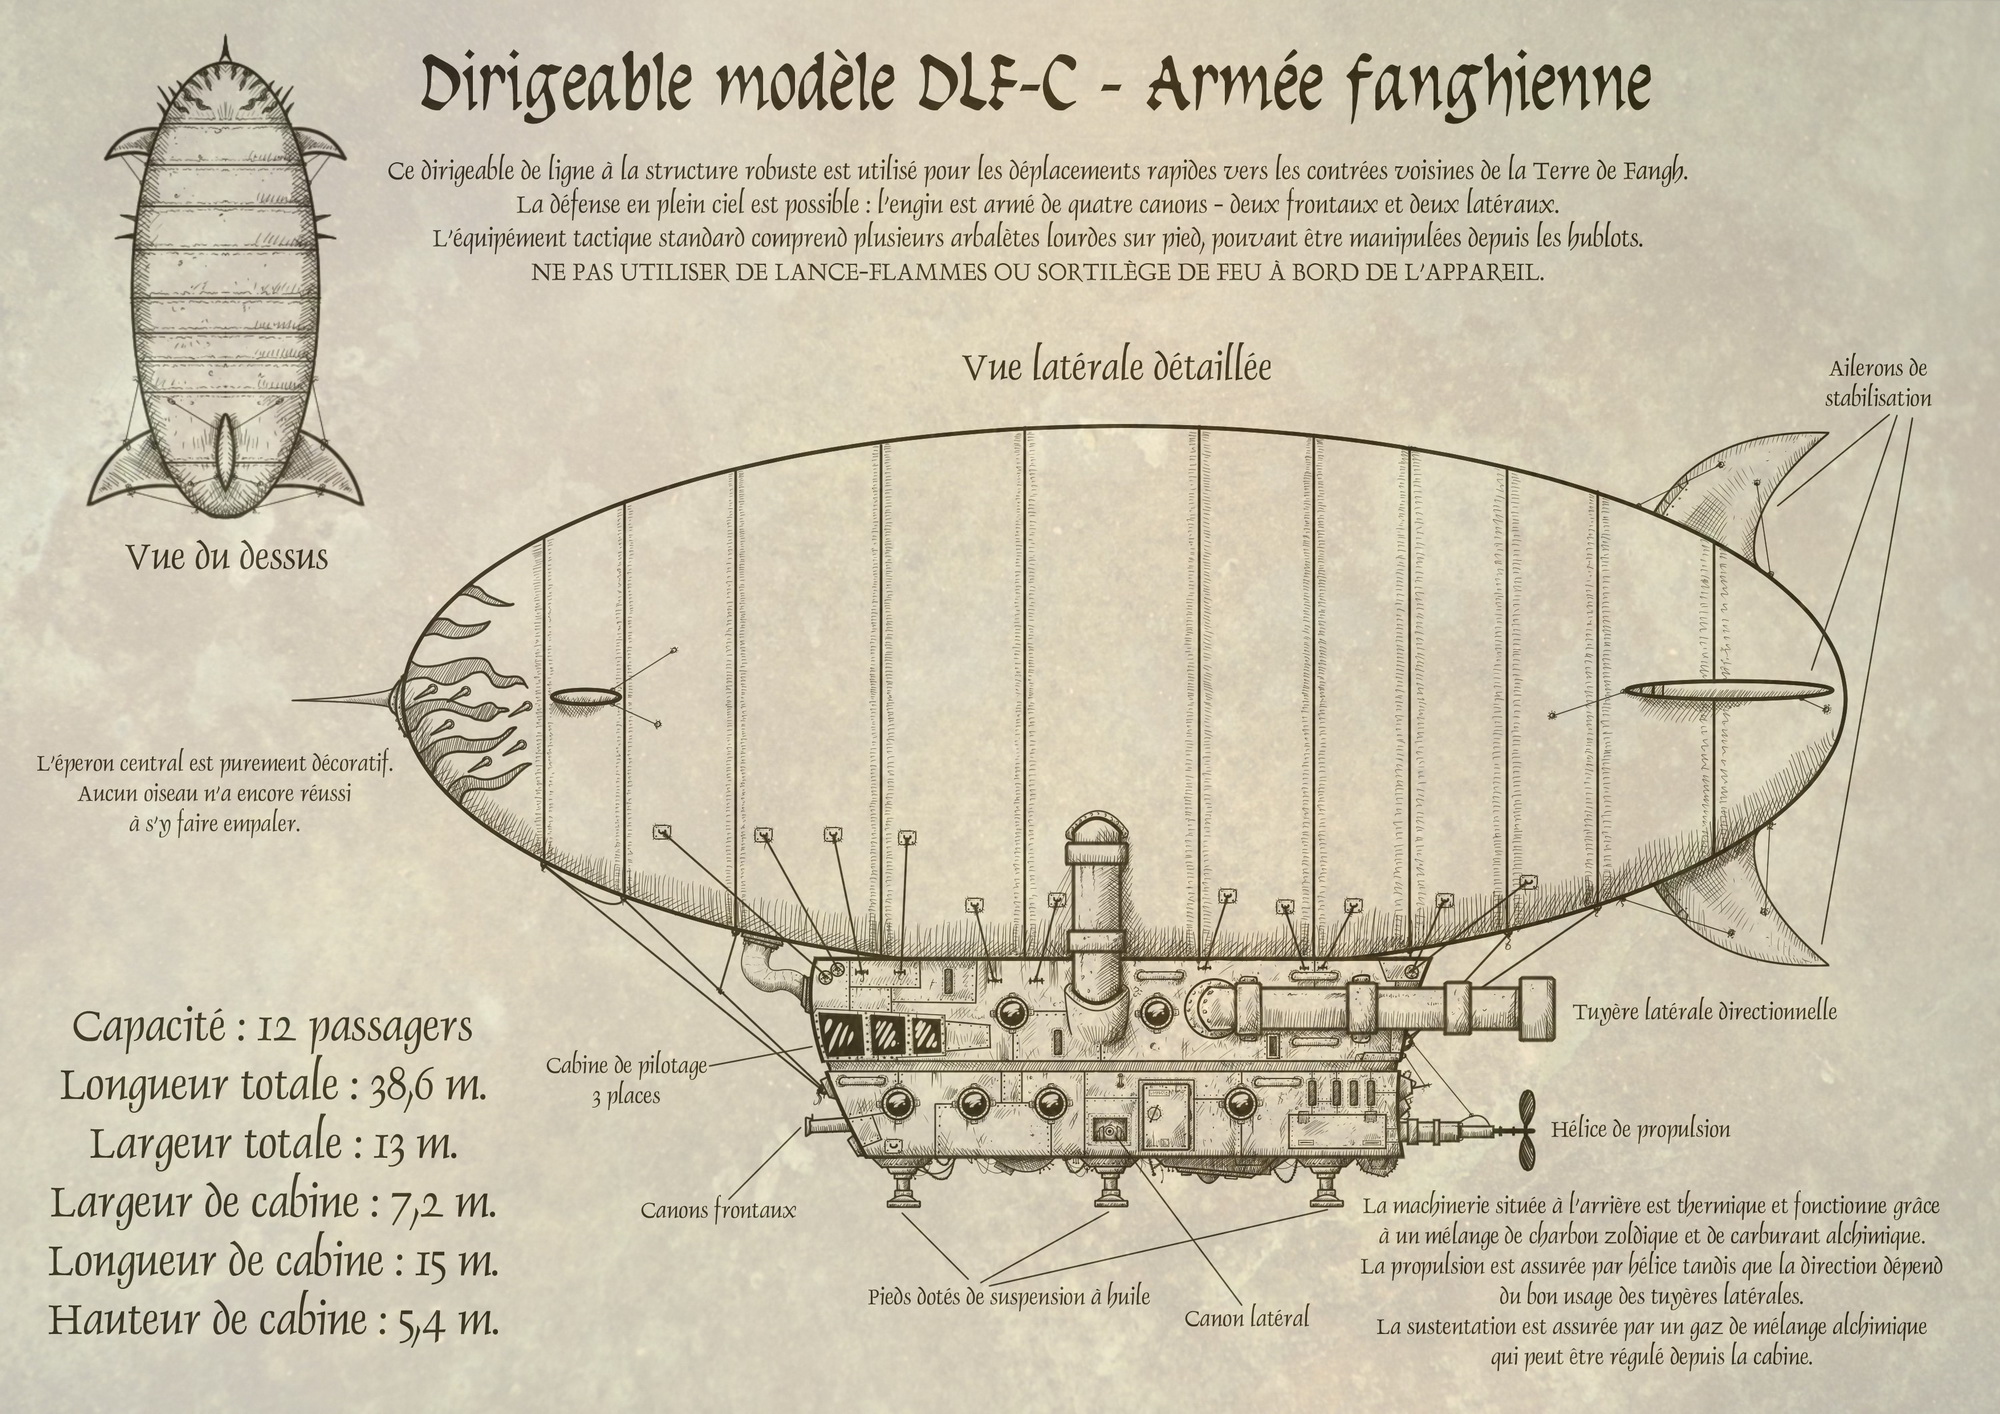 Dirigeable modèle DLF-C - Armée fanghienne
Ce dirigeable de ligne à la structure robuste est utilisé pour les déplacements rapides vers les contrées voisines de la Terre de Fangh.
La défense en plein ciel est possible : l'engin est armé de quatre canons - deux frontaux et deux latéraux.
L'équipément tactique standard comprend plusieurs arbalètes lourdes sur pied, pouvant être manipulées depuis les hublots.
NE PAS UTILISER DE LANCE-FLAMMES OU SORTILÈGE DE FEU À BORD DE L'APPAREIL.
Vue du dessus
Vue latérale détaillée
Ailerons de
stabilisation
L'éperon central est purement décoratif.
Aucun oiseau n'a encore réussi
à s'y faire empaler.
Capacité : 12 passagers
Longueur totale : 38,6 m.
Largeur totale : 13 m.
Largeur de cabine : 7,2 m.
Longueur de cabine : 15 m.
Hauteur de cabine : 5,4 m.
Cabine de pilotage
3 places
Canons frontaux
Pieds dotés de suspension à huile
Canon latéral
Tuyère latérale directionnelle
Hélice de propulsion
La machinerie située à l'arrière est thermique et fonctionne grâce
à un mélange de charbon zoldique et de carburant alchimique.
La propulsion est assurée par hélice tandis que la direction dépend
du bon usage des tuyères latérales.
La sustentation est assurée par un gaz de mélange alchimique
qui peut être régulé depuis la cabine.